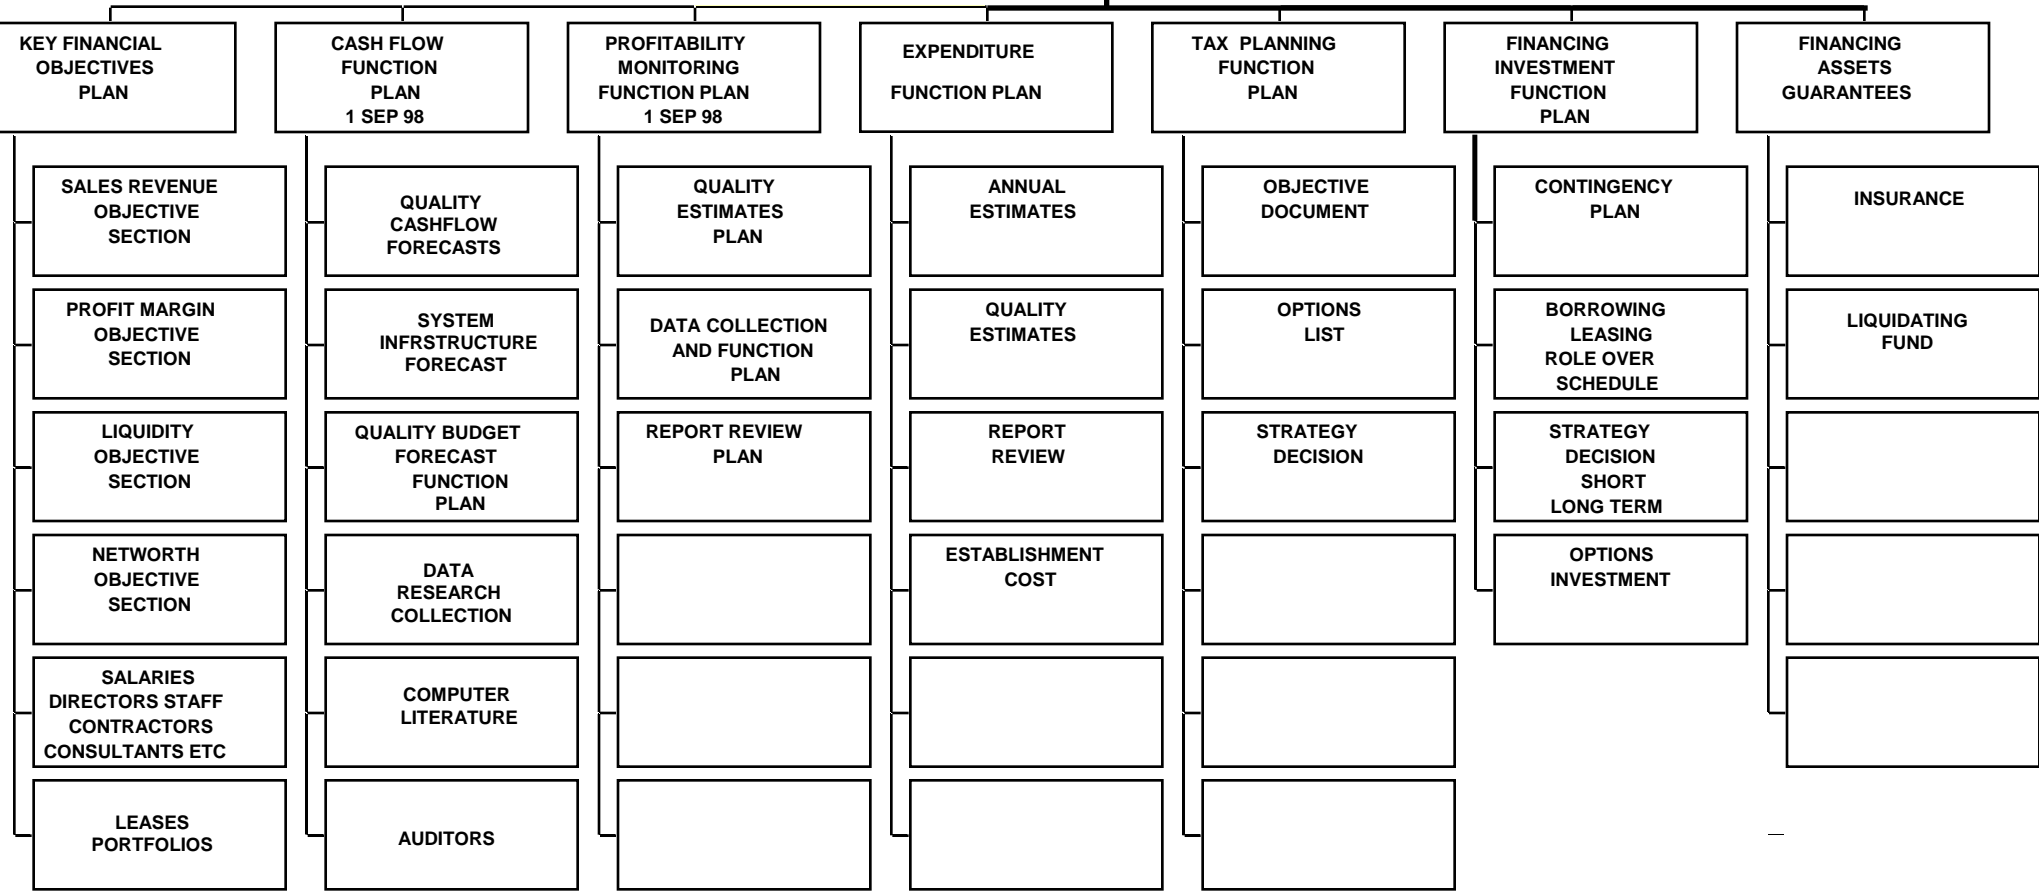 KEY FINANCIAL
OBJECTIVES
PLAN
CASH FLOW
FUNCTION
PLAN
1 SEP 98
PROFITABILITY
MONITORING
FUNCTION PLAN
1 SEP 98
EXPENDITURE
FUNCTION PLAN
TAX PLANNING
FUNCTION
PLAN
FINANCING
INVESTMENT
FUNCTION
PLAN
FINANCING
ASSETS
GUARANTEES
SALES REVENUE
OBJECTIVE
SECTION
PROFIT MARGIN
OBJECTIVE
SECTION
LIQUIDITY
OBJECTIVE
SECTION
NETWORTH
OBJECTIVE
SECTION
SALARIES
DIRECTORS STAFF
CONTRACTORS
CONSULTANTS ETC
LEASES
PORTFOLIOS
QUALITY
CASHFLOW
FORECASTS
SYSTEM
INFRSTRUCTURE
FORECAST
QUALITY BUDGET
FORECAST
FUNCTION
PLAN
DATA
RESEARCH
COLLECTION
COMPUTER
LITERATURE
AUDITORS
QUALITY
ESTIMATES
PLAN
DATA COLLECTION
AND FUNCTION
PLAN
REPORT REVIEW
PLAN
ANNUAL
ESTIMATES
QUALITY
ESTIMATES
REPORT
REVIEW
ESTABLISHMENT
COST
OBJECTIVE
DOCUMENT
OPTIONS
LIST
STRATEGY
DECISION
CONTINGENCY
PLAN
BORROWING
LEASING
ROLE OVER
SCHEDULE
STRATEGY
DECISION
SHORT
LONG TERM
OPTIONS
INVESTMENT
INSURANCE
LIQUIDATING
FUND